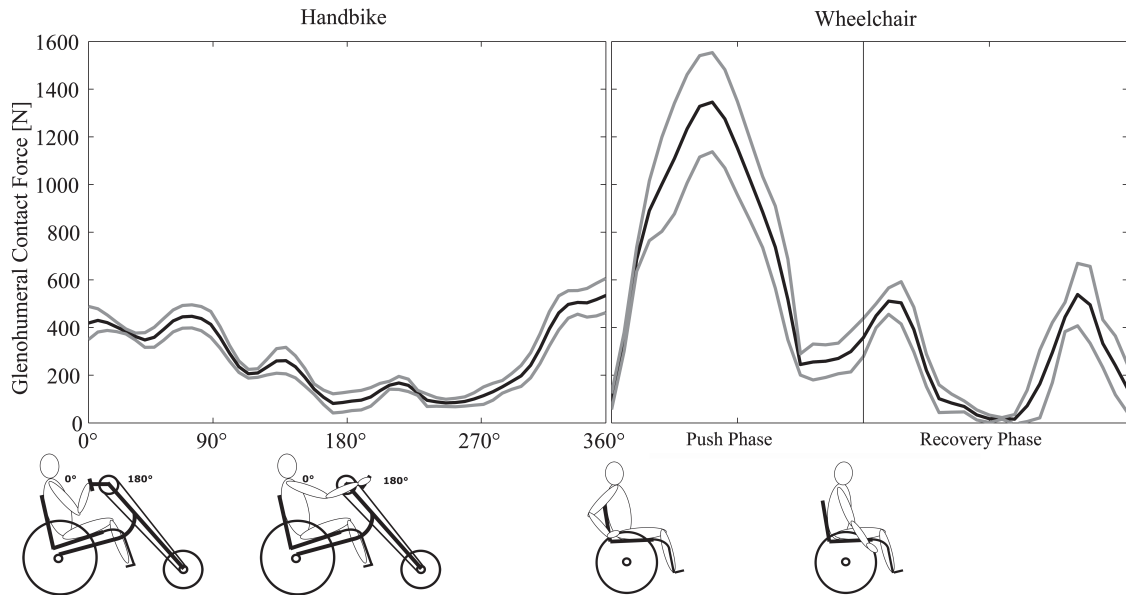 Handbike
Wheelchair
Glenohumeral Contact Force [N]
1600
1400
1200
1000
800
600
400
200
0
0° 90° 180° 270° 360°
Push Phase
Recovery Phase
0° 180°
0° 180°